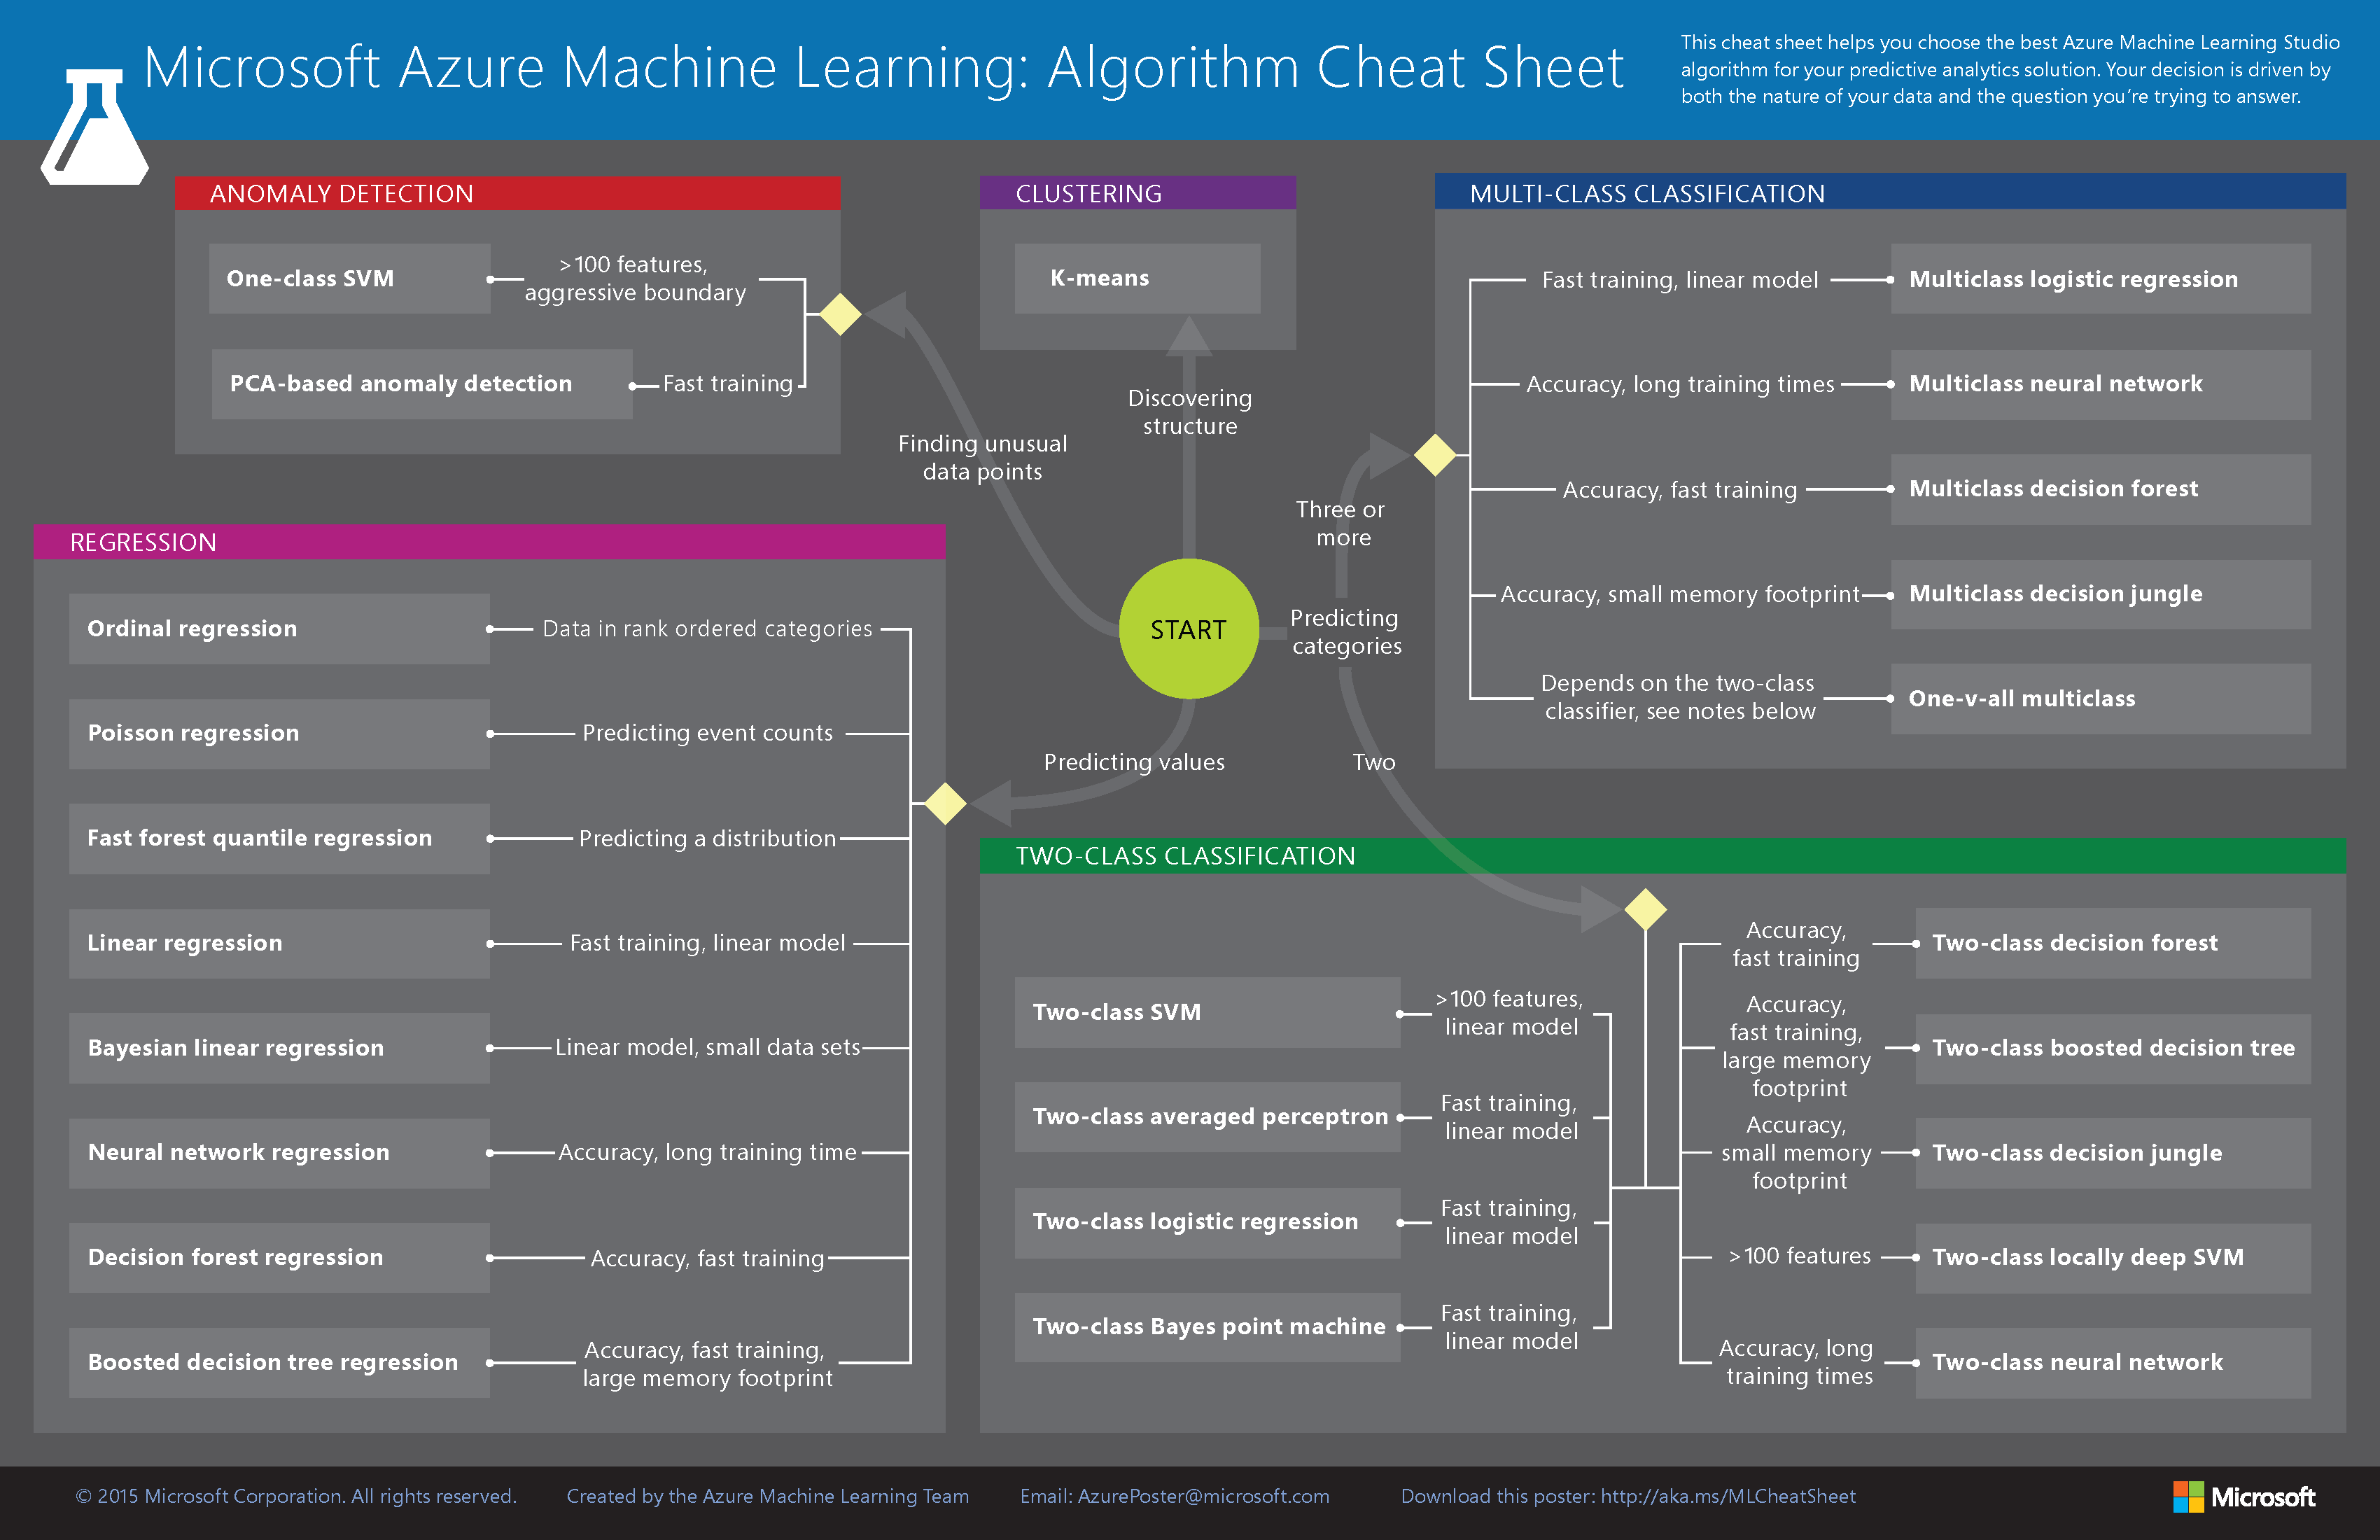 Microsoft Azure Machine Learning: Algorithm Cheat Sheet
This cheat sheet helps you choose the best Azure Machine Learning Studio
algorithm for your predictive analytics solution. Your decision is driven by
both the nature of your data and the question you’re trying to answer.
ANOMALY DETECTION
One-class SVM
>100 features,
aggressive boundary
PCA-based anomaly detection
Fast training
CLUSTERING
K-means
Discovering
structure
Finding unusual
data points
START
Three or
more
Predicting
categories
Predicting values
Two
MULTI-CLASS CLASSIFICATION
Fast training, linear model
Multiclass logistic regression
Accuracy, long training times
Multiclass neural network
Accuracy, fast training
Multiclass decision forest
Accuracy, small memory footprint
Multiclass decision jungle
Depends on the two-class
classifier, see notes below
One-v-all multiclass
REGRESSION
Ordinal regression
Data in rank ordered categories
Poisson regression
Predicting event counts
Fast forest quantile regression
Predicting a distribution
Linear regression
Fast training, linear model
Bayesian linear regression
Linear model, small data sets
Neural network regression
Accuracy, long training time
Decision forest regression
Accuracy, fast training
Boosted decision tree regression
Accuracy, fast training,
large memory footprint
TWO-CLASS CLASSIFICATION
Two-class SVM
>100 features,
linear model
Two-class averaged perceptron
Fast training,
linear model
Two-class logistic regression
Fast training,
linear model
Two-class Bayes point machine
Fast training,
linear model
Accuracy,
fast training
Two-class decision forest
Accuracy,
fast training,
large memory
footprint
Two-class boosted decision tree
Accuracy,
small memory
footprint
Two-class decision jungle
>100 features
Two-class locally deep SVM
Accuracy, long
training times
Two-class neural network
© 2015 Microsoft Corporation. All rights reserved.
Created by the Azure Machine Learning Team
Email: AzurePoster@microsoft.com
Download this poster: http://aka.ms/MLCheatSheet
Microsoft